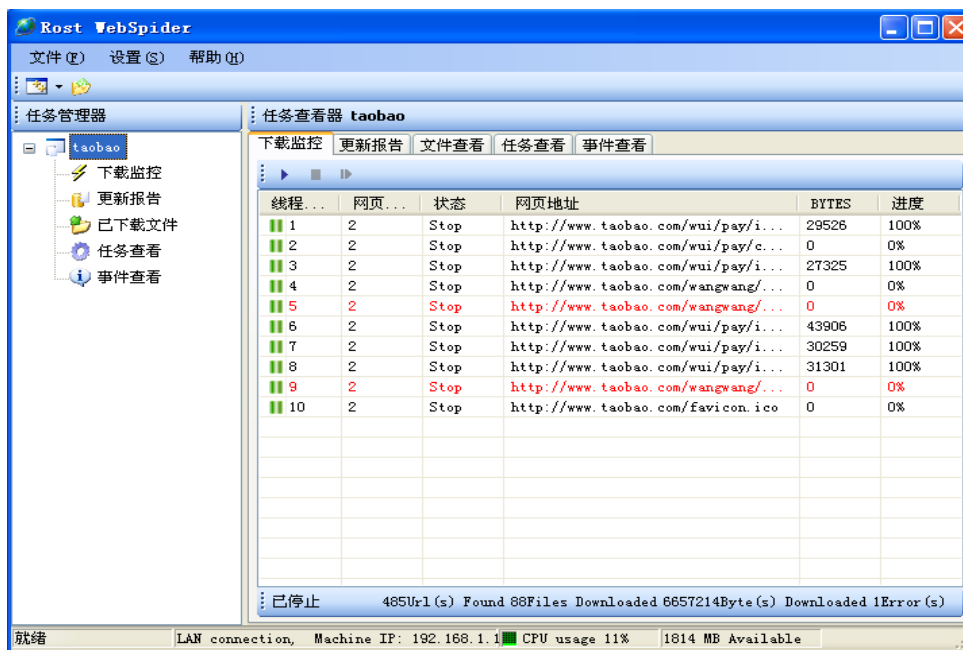 Rost WebSpider
文件(F) 设置(S) 帮助(H)
任务管理器
任务查看器 taobao
taobao
下载监控
更新报告
已下载文件
任务查看
事件查看
下载监控 更新报告 文件查看 任务查看 事件查看
线程... 网页... 状态 网页地址 BYTES 进度
1 2 Stop http://www.taobao.com/wui/pay/i... 29526 100%
2 2 Stop http://www.taobao.com/wui/pay/c... 0 0%
3 2 Stop http://www.taobao.com/wui/pay/i... 27325 100%
4 2 Stop http://www.taobao.com/wangwang/... 0 0%
5 2 Stop http://www.taobao.com/wangwang/... 0 0%
6 2 Stop http://www.taobao.com/wui/pay/i... 43906 100%
7 2 Stop http://www.taobao.com/wui/pay/i... 30259 100%
8 2 Stop http://www.taobao.com/wui/pay/i... 31301 100%
9 2 Stop http://www.taobao.com/wangwang/... 0 0%
10 2 Stop http://www.taobao.com/favicon.ico 0 0%
已停止 485Url(s) Found 88Files Downloaded 6657214Byte(s) Downloaded 1Error(s)
就绪 LAN connection, Machine IP: 192.168.1.1 CPU usage 11% 1814 MB Available